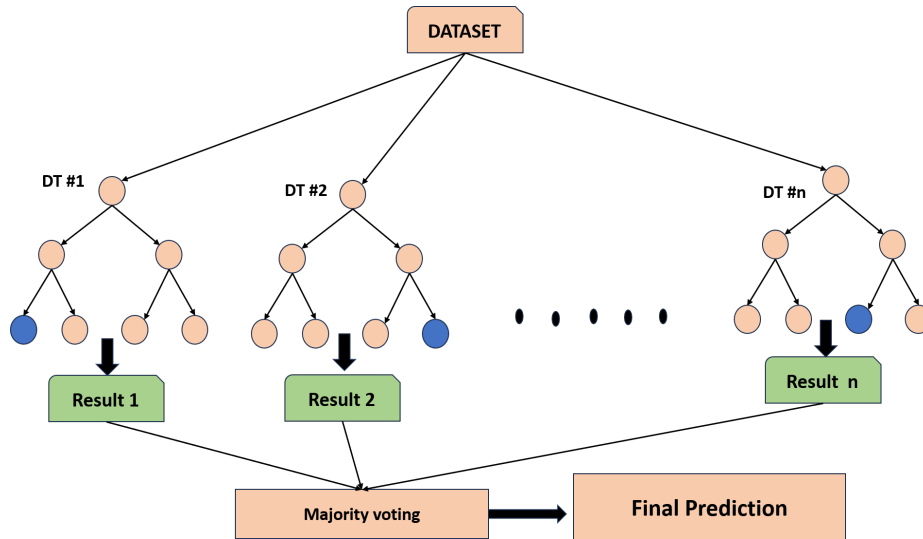 DATASET
DT #1
DT #2
DT #n
Result 1
Result 2
Result n
Majority voting
Final Prediction